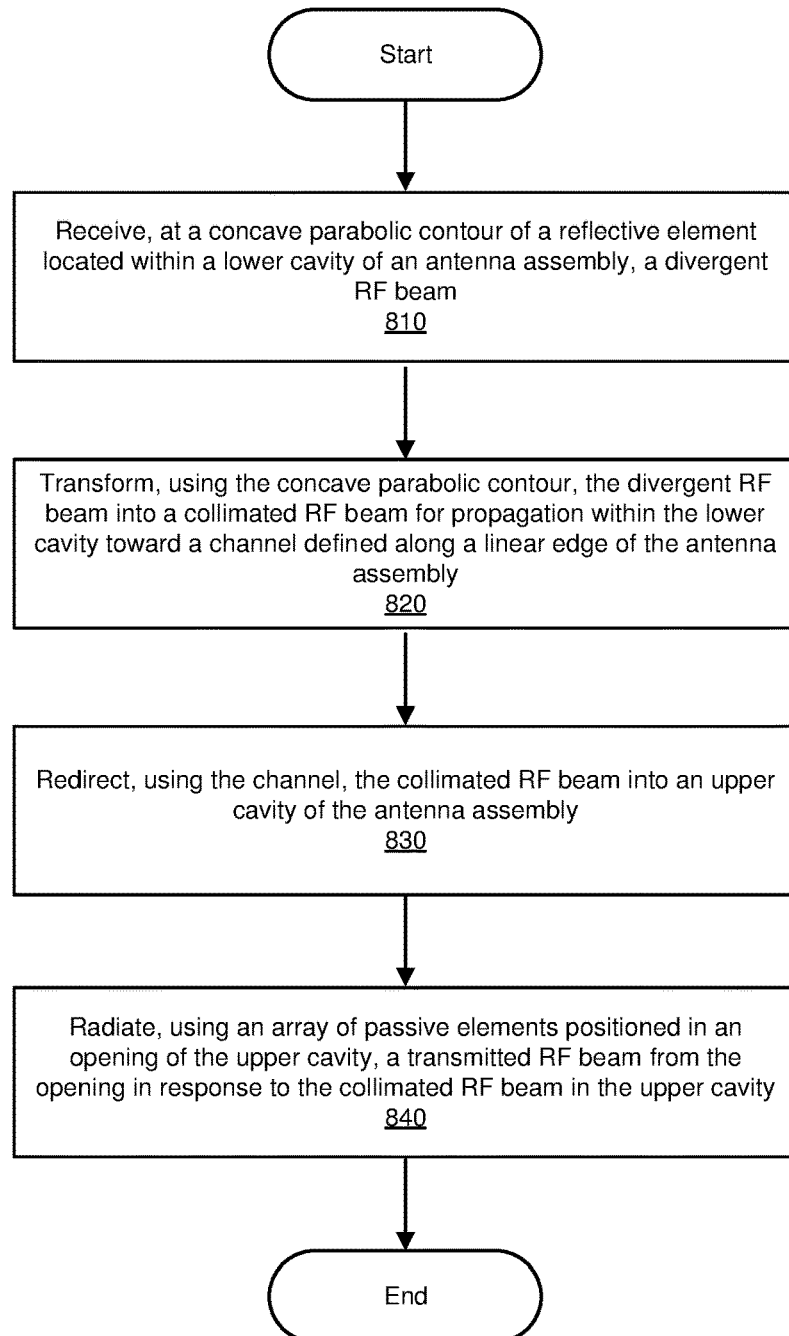 Start
Receive, at a concave parabolic contour of a reflective element
located within a lower cavity of an antenna assembly, a divergent
RF beam
810
Transform, using the concave parabolic contour, the divergent RF
beam into a collimated RF beam for propagation within the lower
cavity toward a channel defined along a linear edge of the antenna
assembly
820
Redirect, using the channel, the collimated RF beam into an upper
cavity of the antenna assembly
830
Radiate, using an array of passive elements positioned in an
opening of the upper cavity, a transmitted RF beam from the
opening in response to the collimated RF beam in the upper cavity
840
End